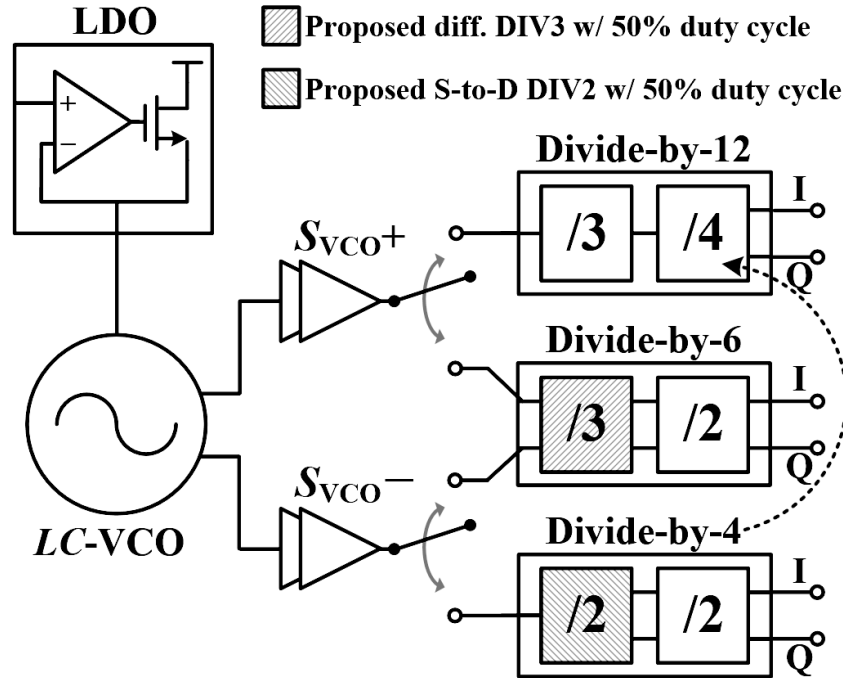 LDO
Proposed diff. DIV3 w/ 50% duty cycle
Proposed S-to-D DIV2 w/ 50% duty cycle
+
−
Divide-by-12
/3
/4
I
Q
SVCO+
Divide-by-6
/3
/2
I
Q
SVCO−
LC-VCO
Divide-by-4
/2
/2
I
Q